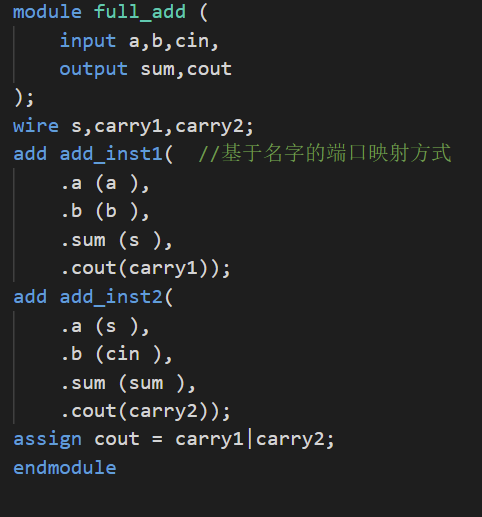 module full_add (
    input a,b,cin,
    output sum,cout
);
wire s,carry1,carry2;
add add_inst1(  //基于名字的端口映射方式
    .a (a ),
    .b (b ),
    .sum (s ),
    .cout(carry1));
add add_inst2(
    .a (s ),
    .b (cin ),
    .sum (sum ),
    .cout(carry2));
assign cout = carry1|carry2;
endmodule